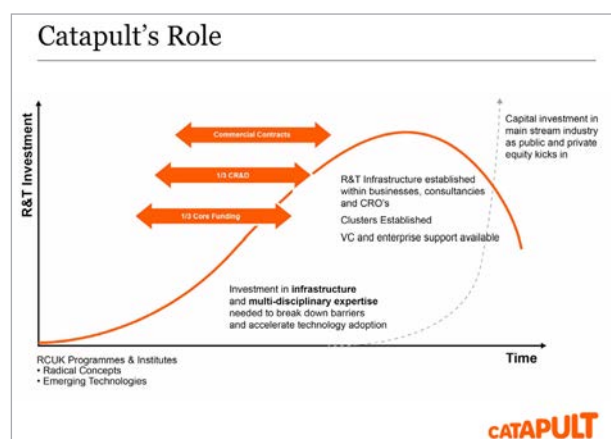 Catapult's Role
R&T Investment
Commercial Contracts
1/3 CR&D
1/3 Core Funding
Capital investment in
main stream industry
as public and private
equity kicks in
R&T Infrastructure established
within businesses, consultancies
and CRO's
Clusters Established
VC and enterprise support available
Investment in infrastructure
and multi-disciplinary expertise
needed to break down barriers
and accelerate technology adoption
Time
RCUK Programmes & Institutes
• Radical Concepts
• Emerging Technologies
CATAPULT